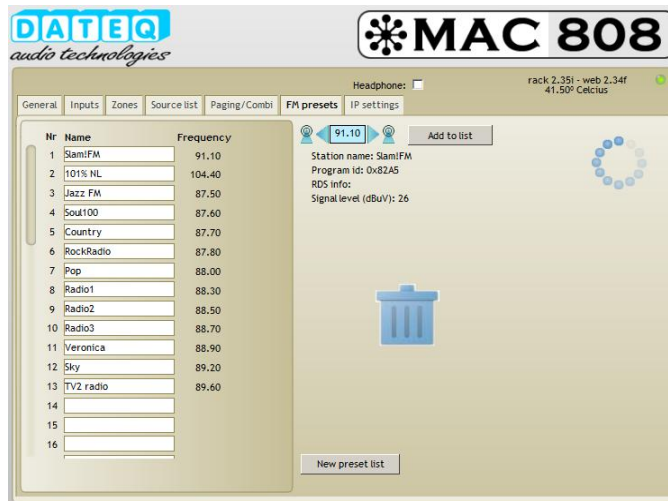 DATEQ
audio technologies
MAC 808
Headphone:
rack 2.35i - web 2.34f
41.50º Celcius
General Inputs Zones Source list Paging/Combi FM presets IP settings
Nr Name Frequency
1 Slam!FM 91.10
2 101% NL 104.40
3 Jazz FM 87.50
4 Soul100 87.60
5 Country 87.70
6 RockRadio 87.80
7 Pop 88.00
8 Radio1 88.30
9 Radio2 88.50
10 Radio3 88.70
11 Veronica 88.90
12 Sky 89.20
13 TV2 radio 89.60
14
15
16
91.10 Add to list
Station name: Slam!FM
Program id: 0x82A5
RDS info:
Signal level (dBuV): 26
New preset list